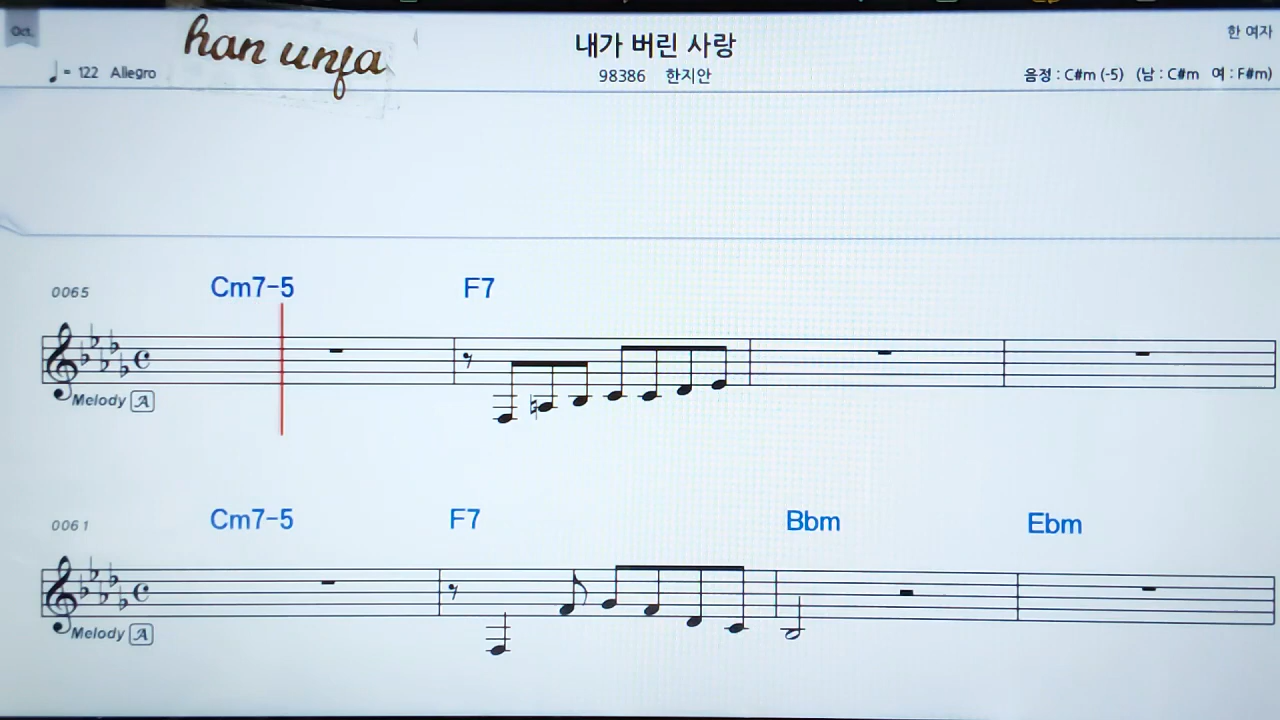 Oct.
han unfa
내가 버린 사랑
한 여자
♩ = 122 Allegro
98386 한지안
음정 : C#m (-5) (남 : C#m 여 : F#m)
0065
Cm7-5 F7
Melody A
0061
Cm7-5 F7 Bbm Ebm
Melody A